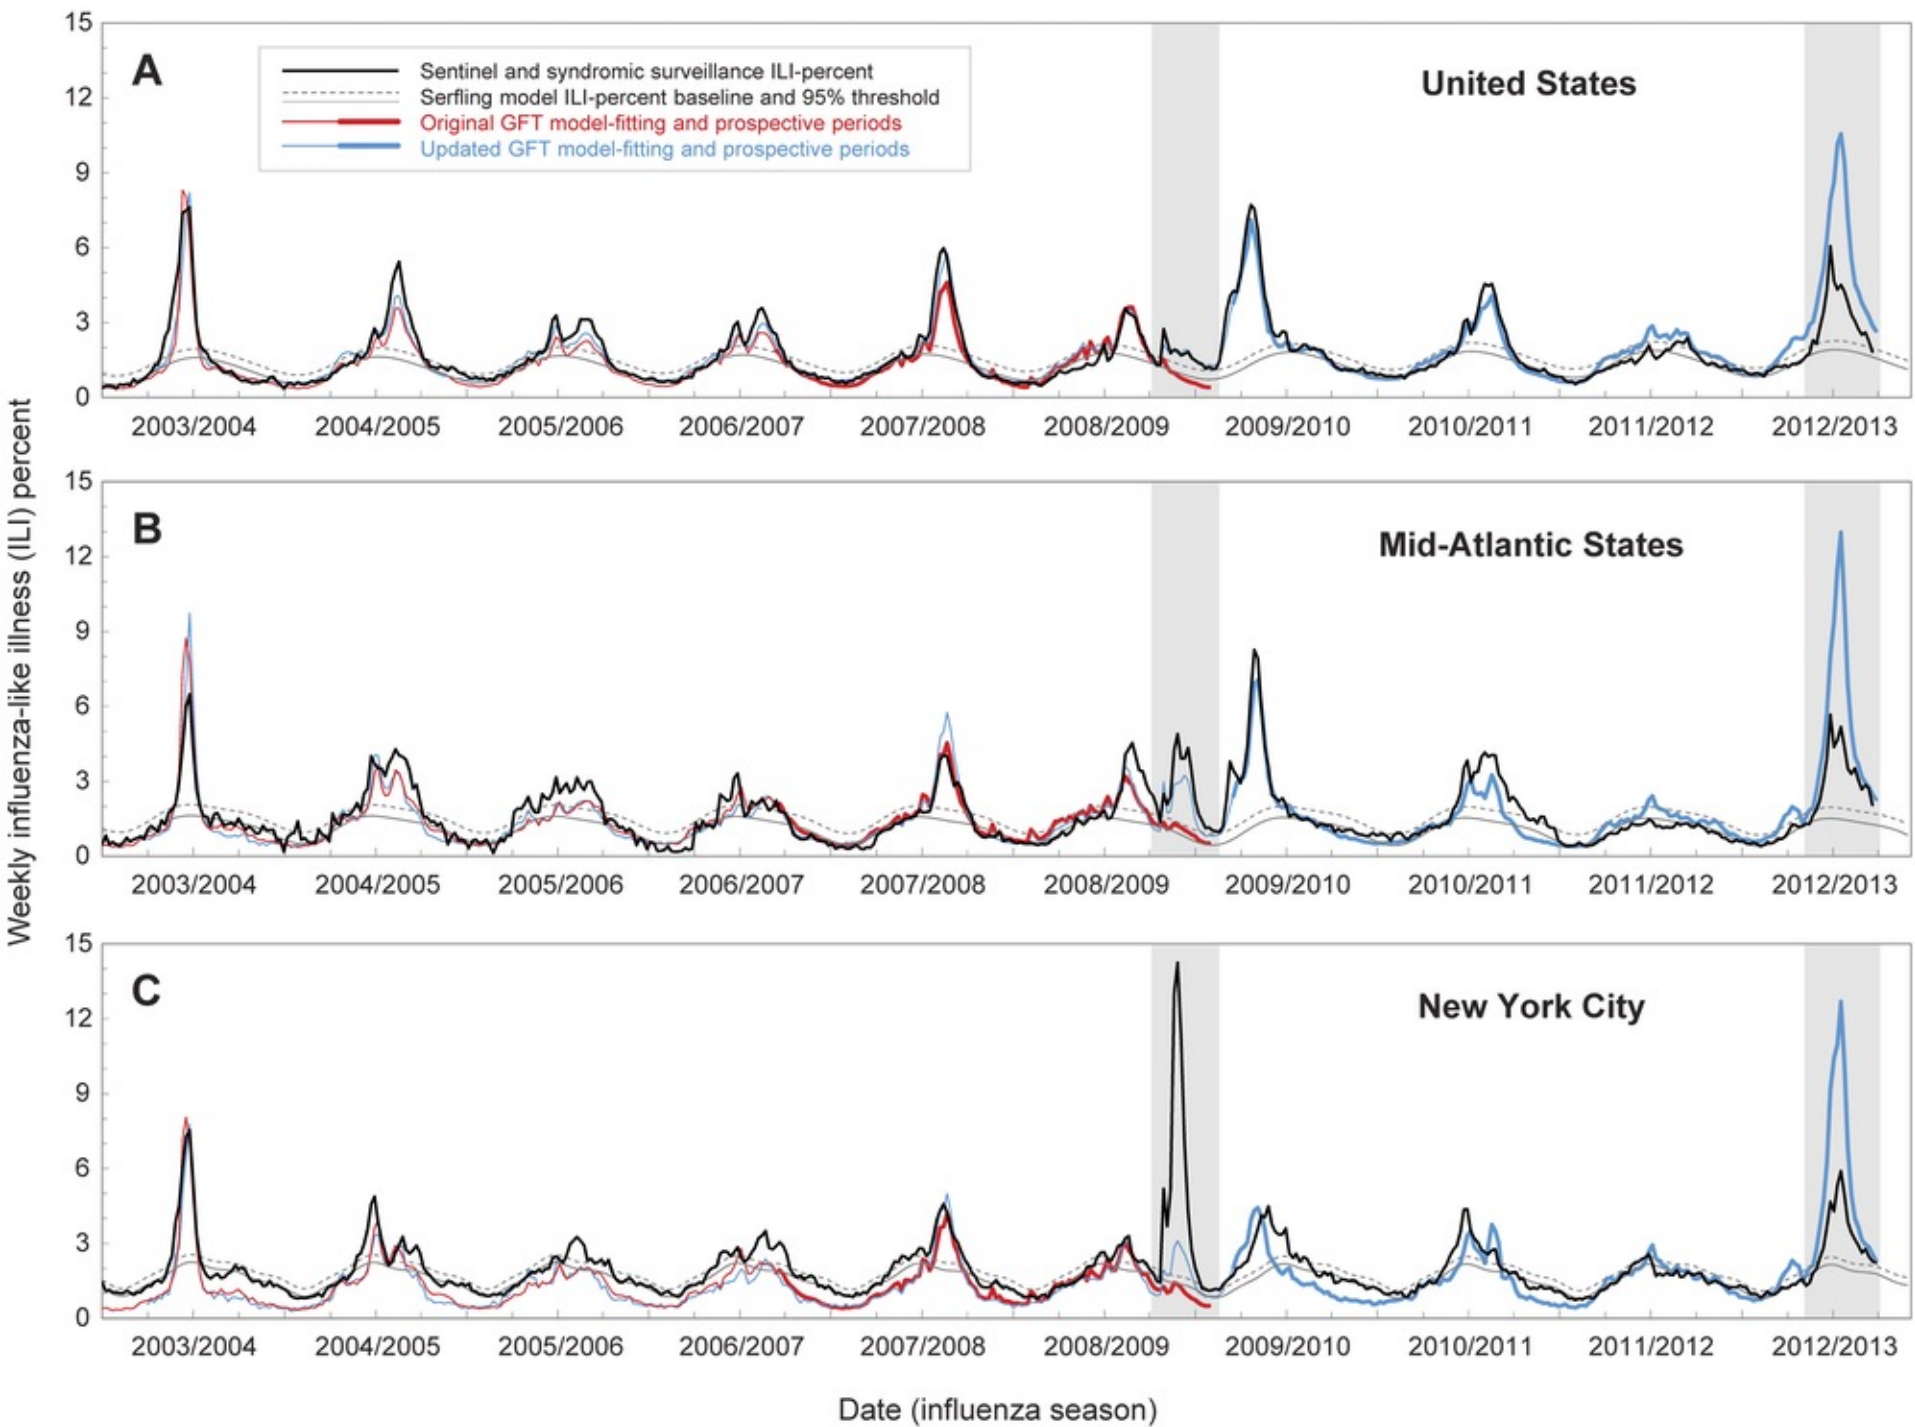 Weekly influenza-like illness (ILI) percent
15
12
9
6
3
0
A
Sentinel and syndromic surveillance ILI-percent
Serfling model ILI-percent baseline and 95% threshold
Original GFT model-fitting and prospective periods
Updated GFT model-fitting and prospective periods
United States
2003/2004 2004/2005 2005/2006 2006/2007 2007/2008 2008/2009 2009/2010 2010/2011 2011/2012 2012/2013
15
12
9
6
3
0
B
Mid-Atlantic States
2003/2004 2004/2005 2005/2006 2006/2007 2007/2008 2008/2009 2009/2010 2010/2011 2011/2012 2012/2013
15
12
9
6
3
0
C
New York City
2003/2004 2004/2005 2005/2006 2006/2007 2007/2008 2008/2009 2009/2010 2010/2011 2011/2012 2012/2013
Date (influenza season)